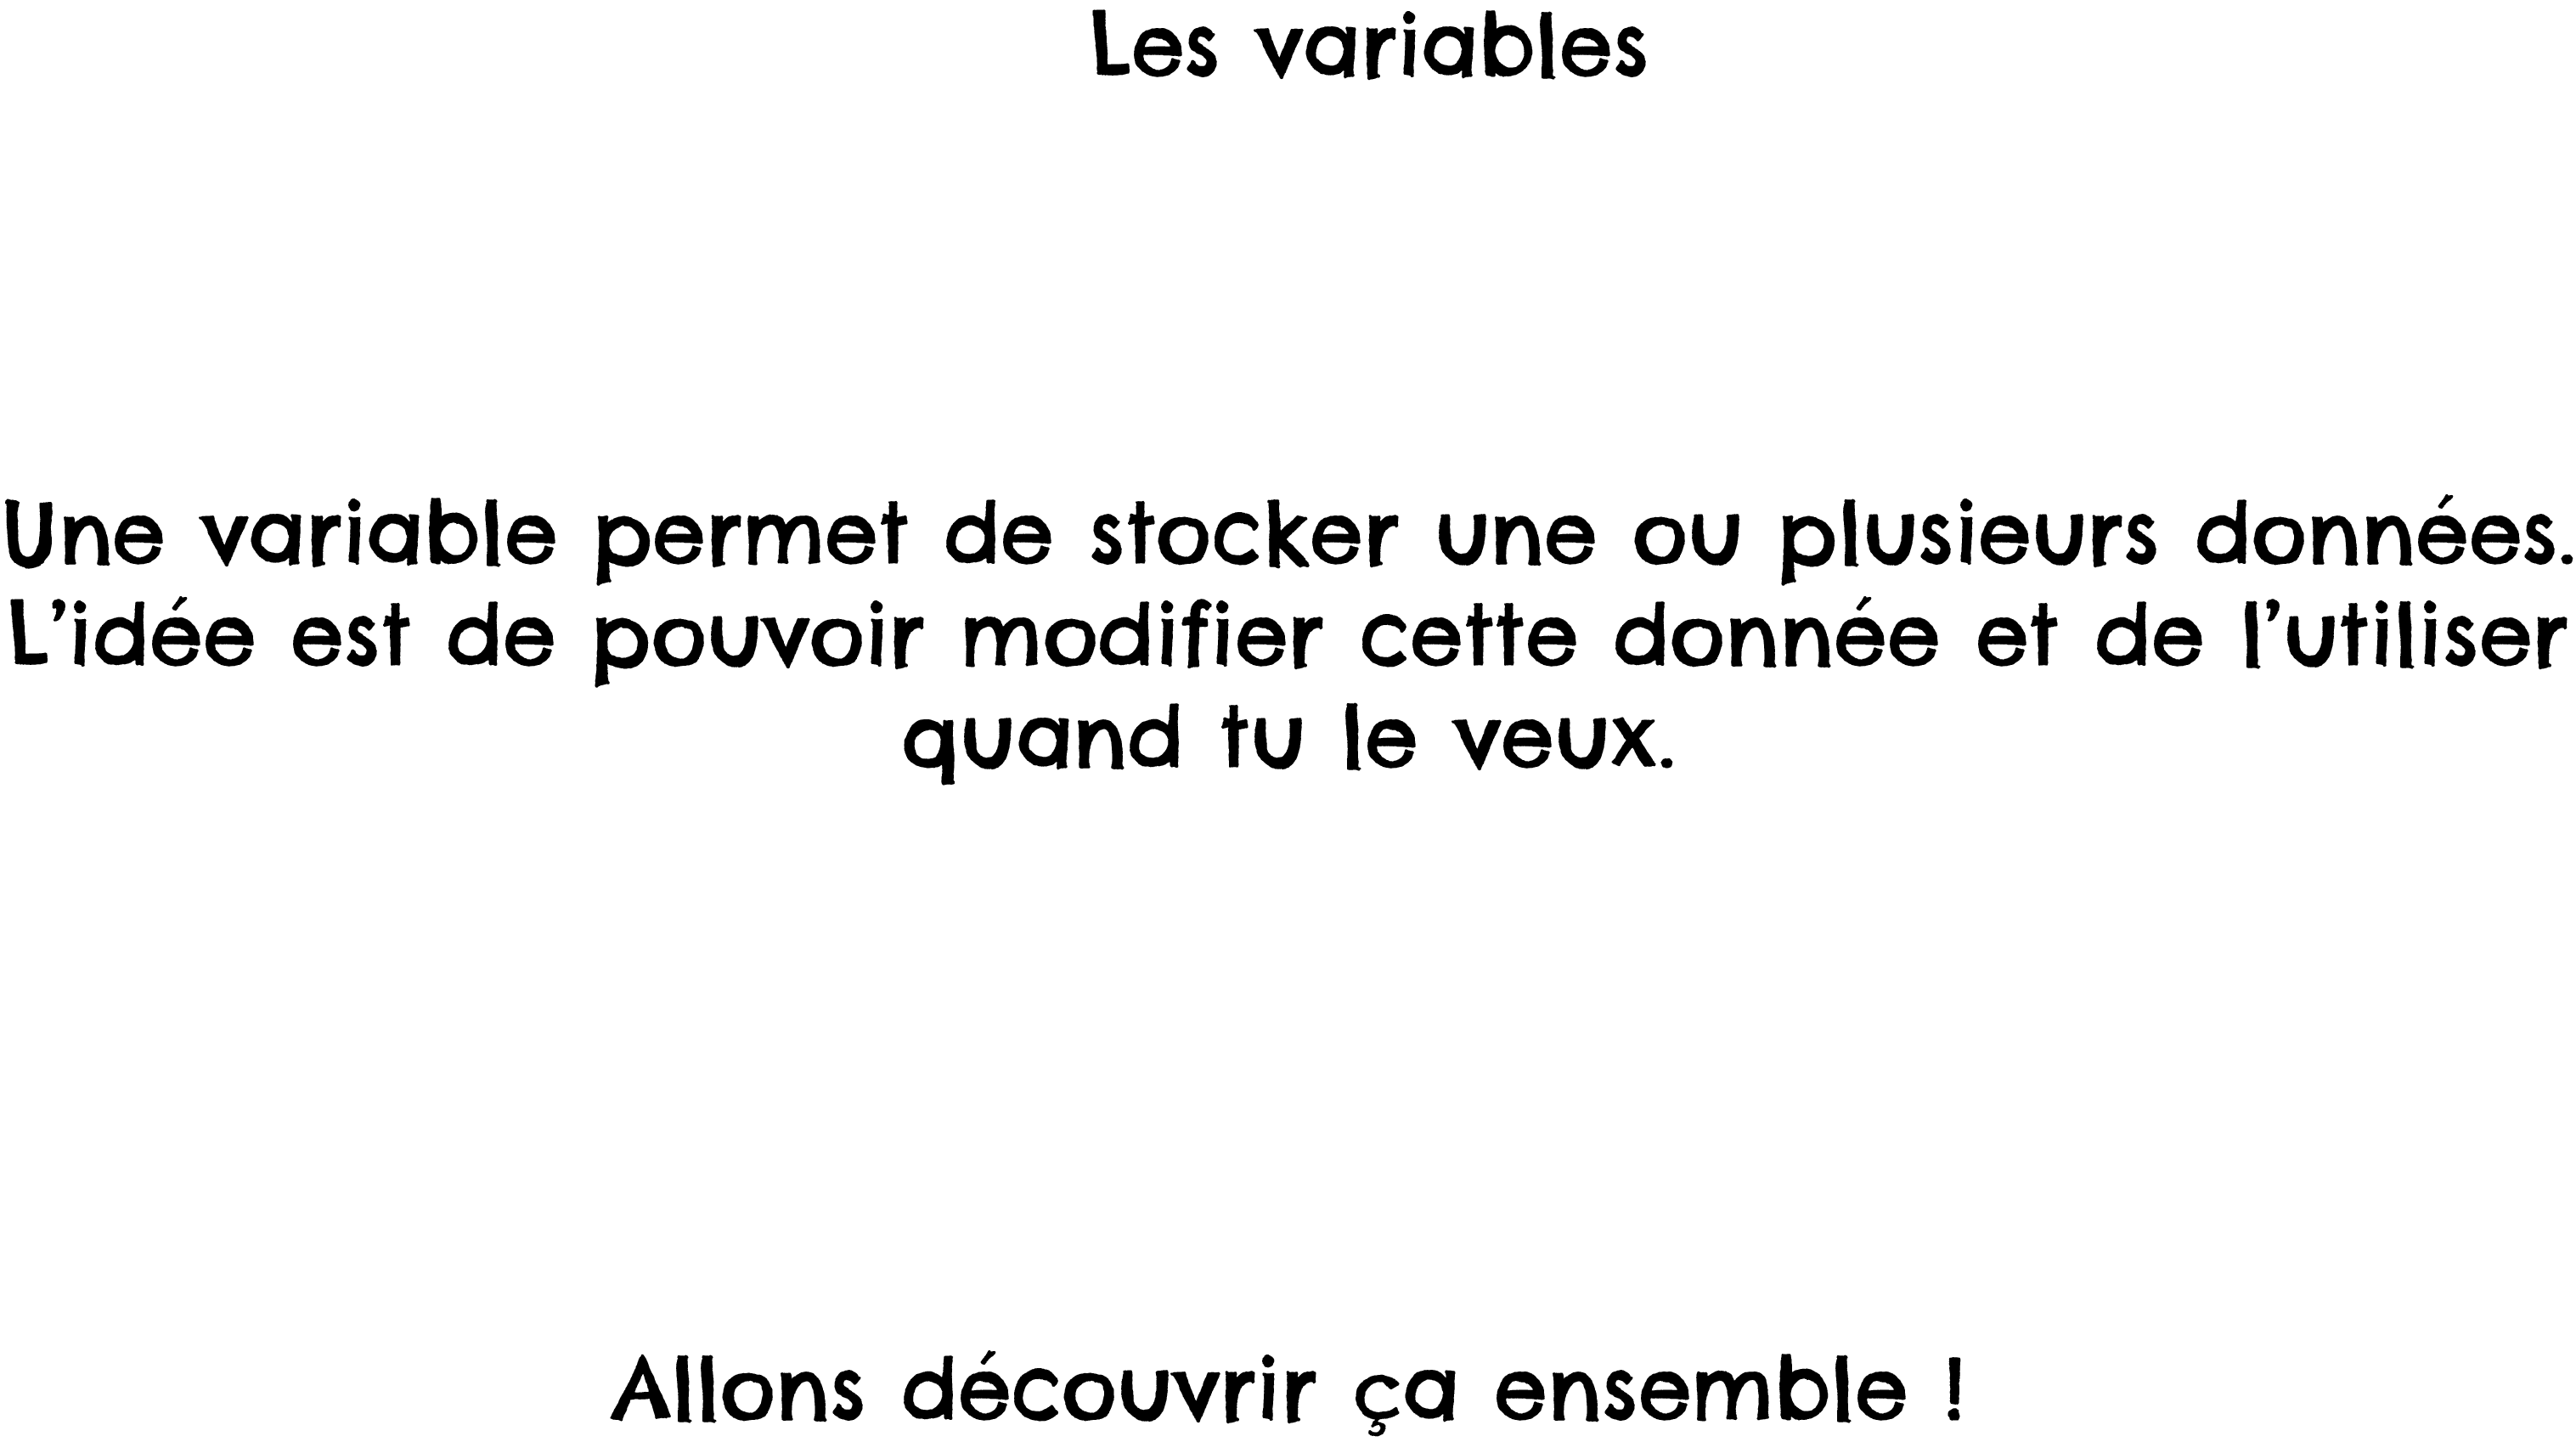 Les variables
Une variable permet de stocker une ou plusieurs données.
L’idée est de pouvoir modifier cette donnée et de l’utiliser
quand tu le veux.
Allons découvrir ça ensemble !